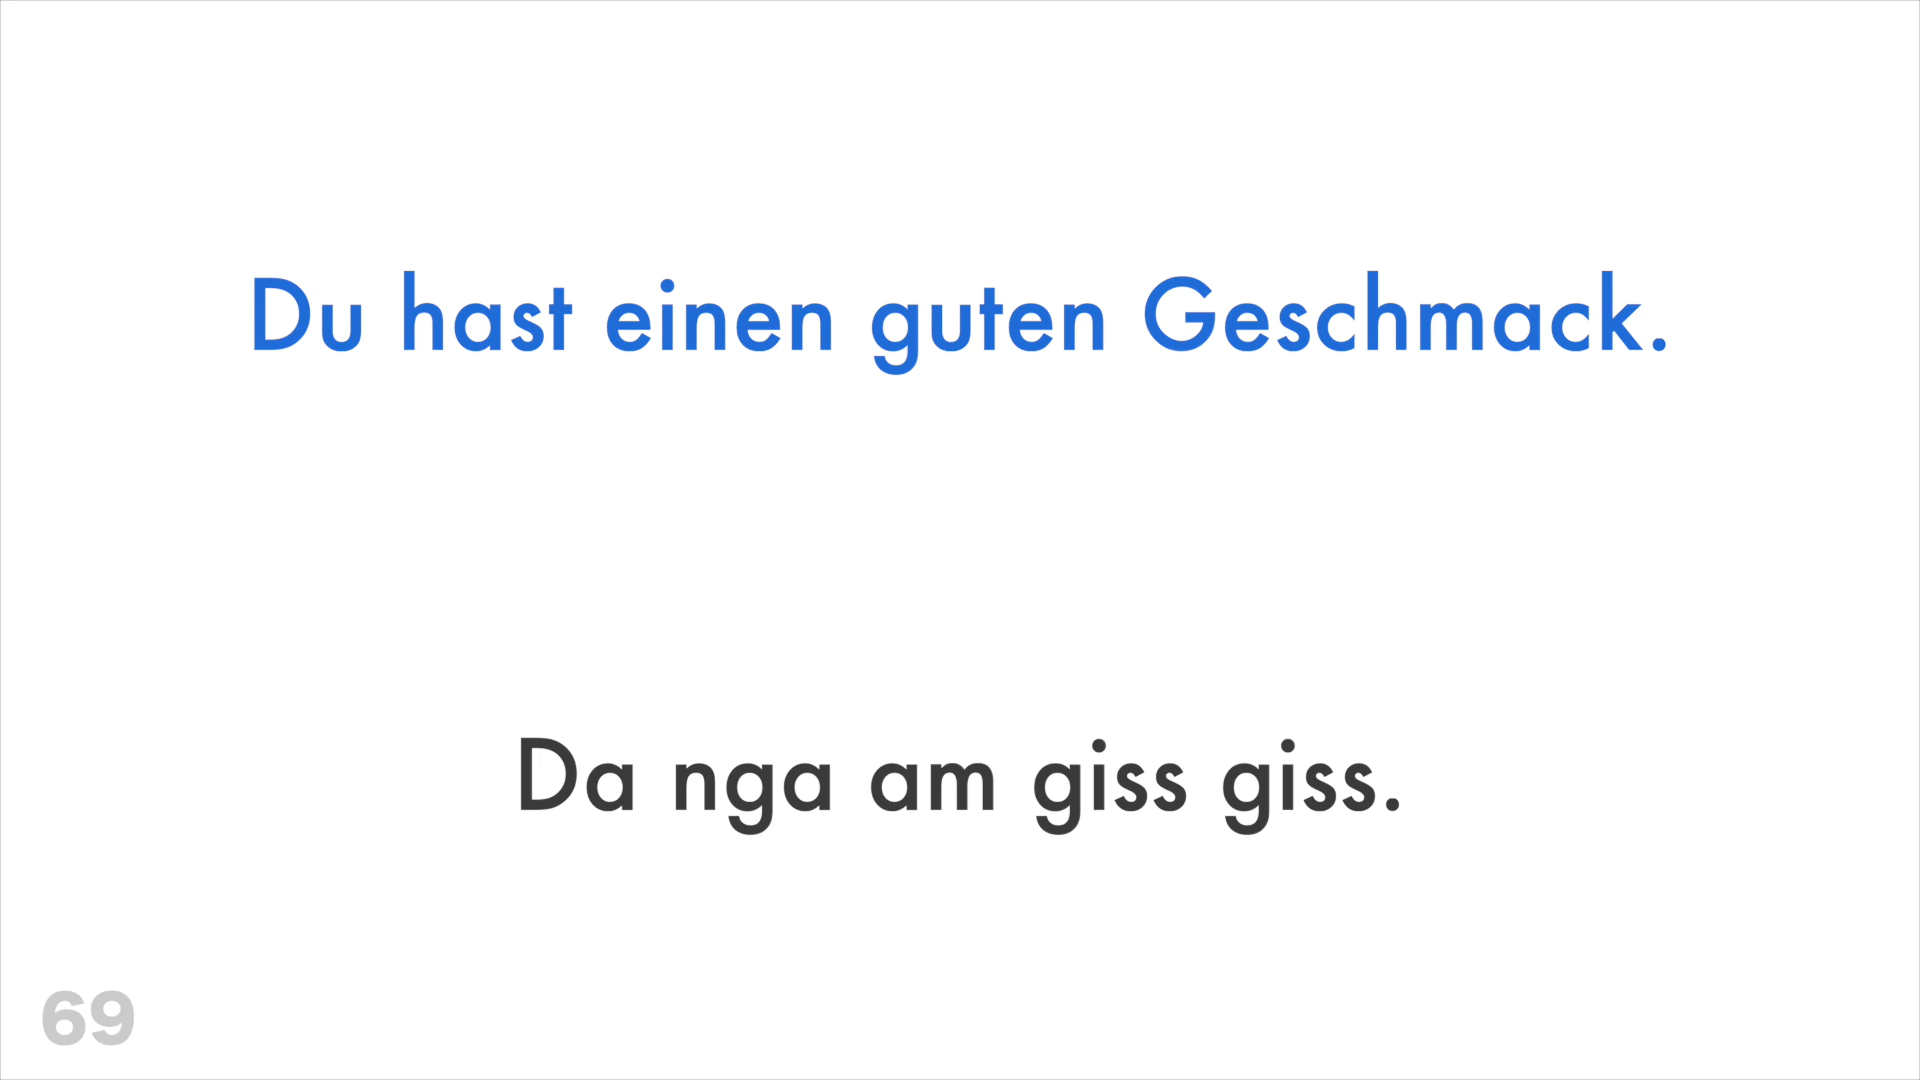 Du hast einen guten Geschmack.
Da nga am giss giss.
69